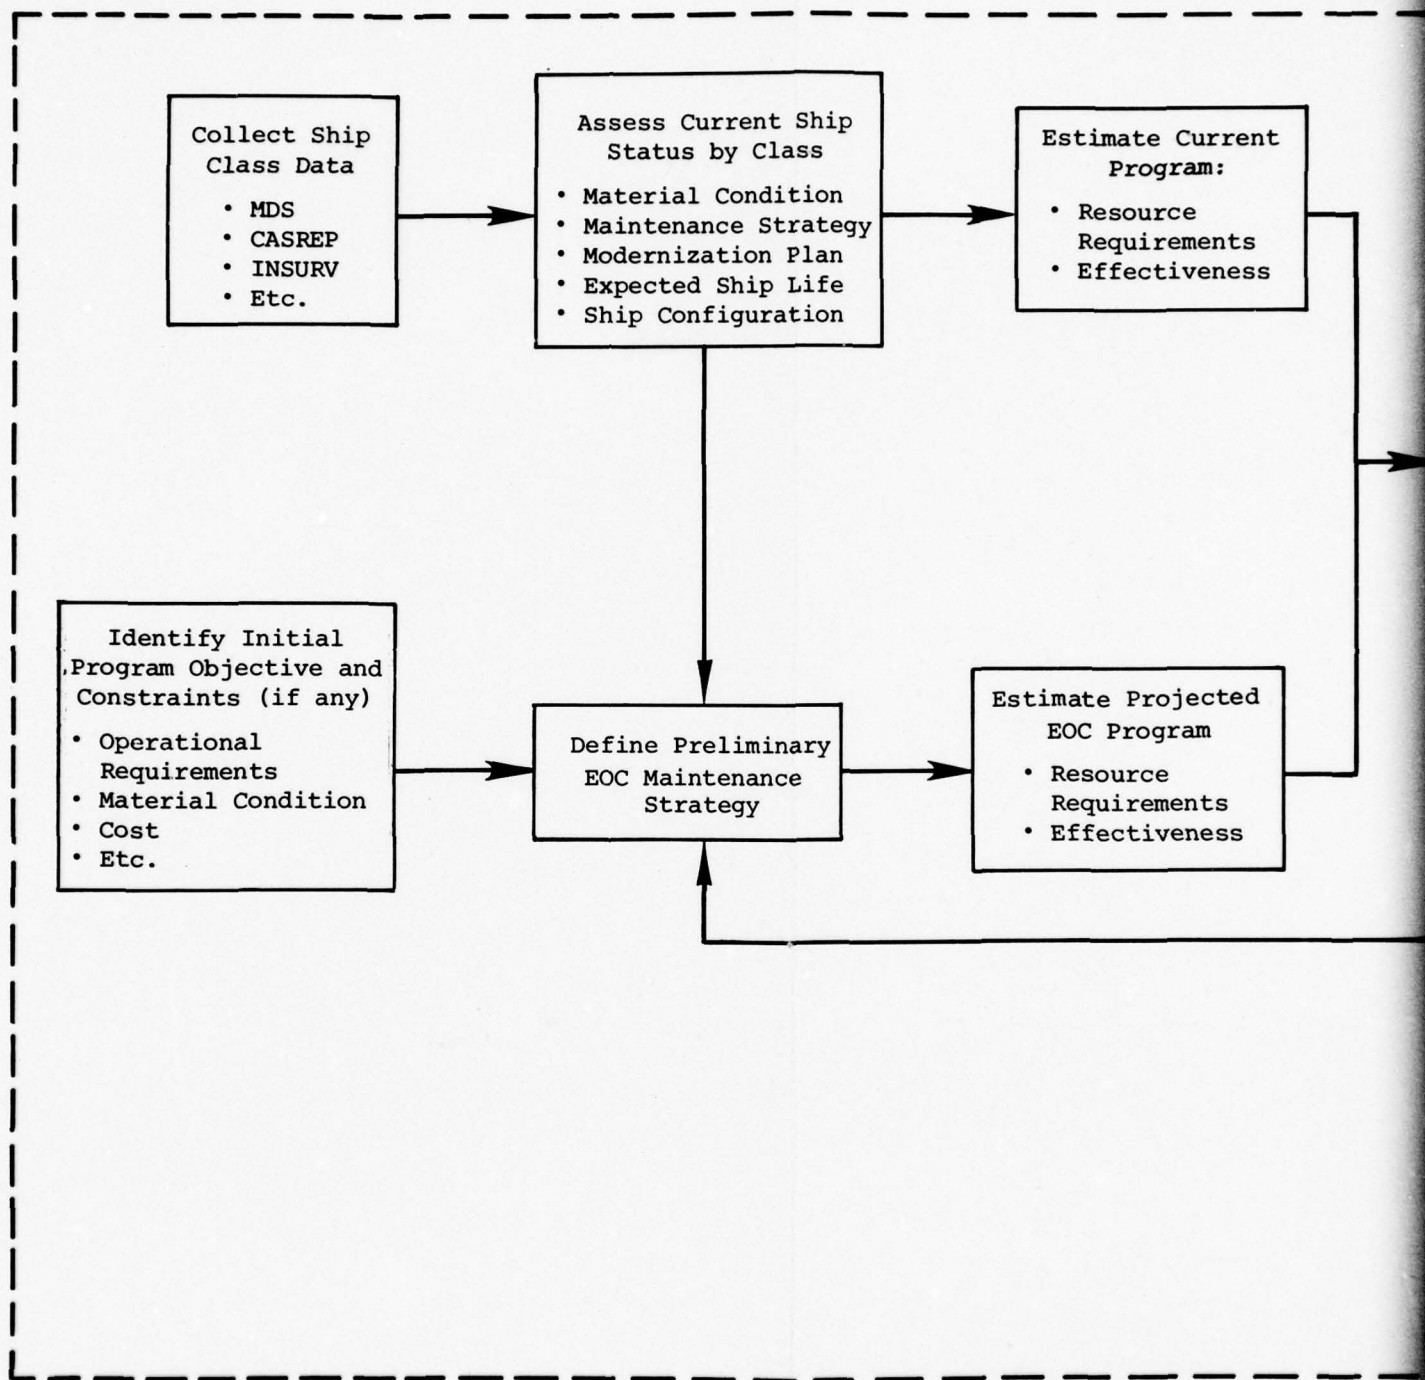 Collect Ship
Class Data
• MDS
• CASREP
• INSURV
• Etc.
Assess Current Ship
Status by Class
• Material Condition
• Maintenance Strategy
• Modernization Plan
• Expected Ship Life
• Ship Configuration
Estimate Current
Program:
• Resource
Requirements
• Effectiveness
Identify Initial
Program Objective and
Constraints (if any)
• Operational
Requirements
• Material Condition
• Cost
• Etc.
Define Preliminary
EOC Maintenance
Strategy
Estimate Projected
EOC Program
• Resource
Requirements
• Effectiveness